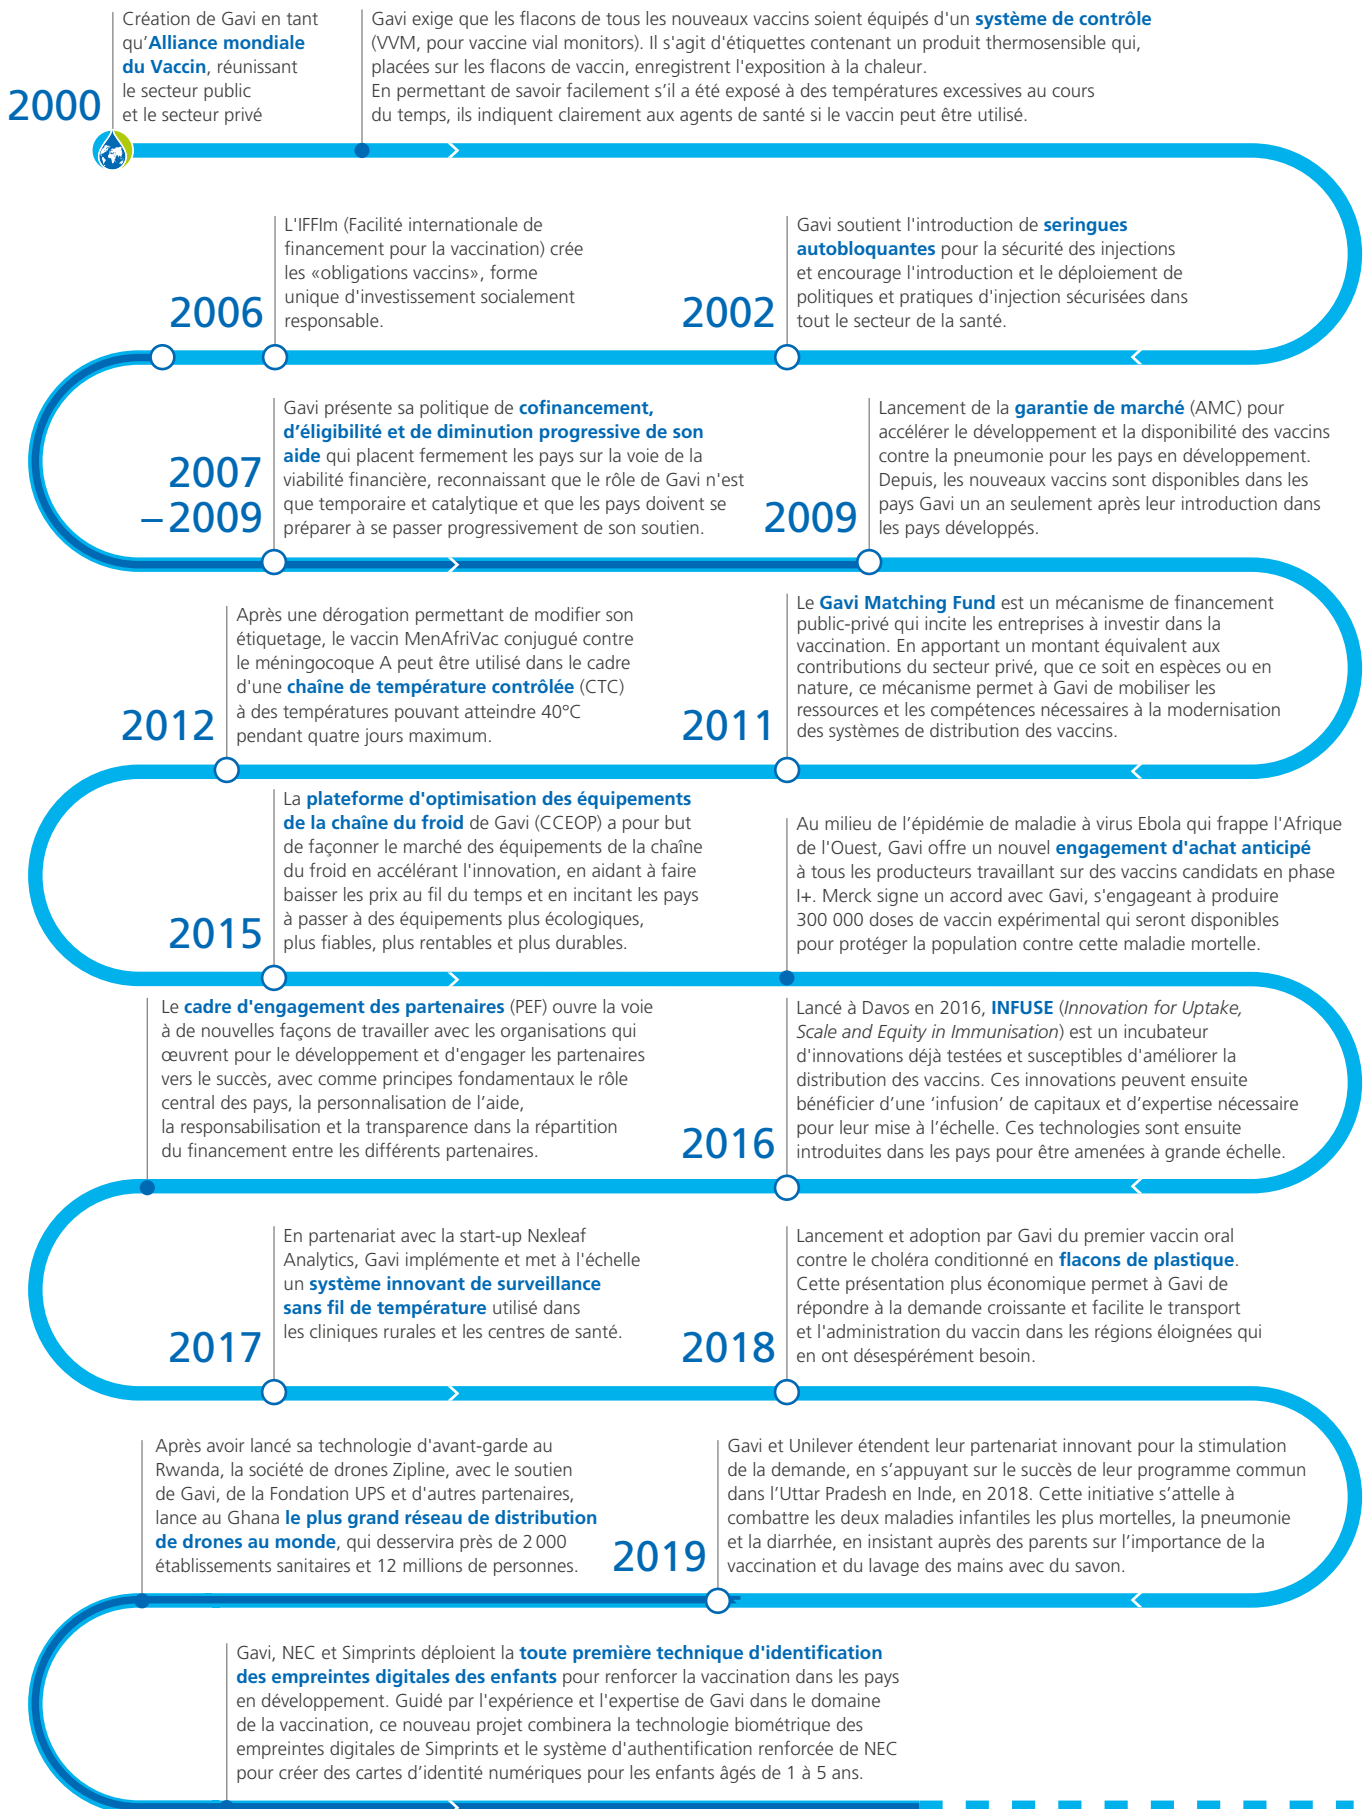 2000
Création de Gavi en tant
qu’Alliance mondiale
du Vaccin, réunissant
le secteur public
et le secteur privé
Gavi exige que les flacons de tous les nouveaux vaccins soient équipés d'un système de contrôle
(VVM, pour vaccine vial monitors). Il s'agit d'étiquettes contenant un produit thermosensible qui,
placées sur les flacons de vaccin, enregistrent l'exposition à la chaleur.
En permettant de savoir facilement s’il a été exposé à des températures excessives au cours
du temps, ils indiquent clairement aux agents de santé si le vaccin peut être utilisé.
2002
Gavi soutient l'introduction de seringues
autobloquantes pour la sécurité des injections
et encourage l'introduction et le déploiement de
politiques et pratiques d'injection sécurisées dans
tout le secteur de la santé.
2006
L'IFFIm (Facilité internationale de
financement pour la vaccination) crée
les «obligations vaccins», forme
unique d'investissement socialement
responsable.
2007
–2009
Gavi présente sa politique de cofinancement,
d’éligibilité et de diminution progressive de son
aide qui placent fermement les pays sur la voie de la
viabilité financière, reconnaissant que le rôle de Gavi n'est
que temporaire et catalytique et que les pays doivent se
préparer à se passer progressivement de son soutien.
2009
Lancement de la garantie de marché (AMC) pour
accélérer le développement et la disponibilité des vaccins
contre la pneumonie pour les pays en développement.
Depuis, les nouveaux vaccins sont disponibles dans les
pays Gavi un an seulement après leur introduction dans
les pays développés.
2011
Le Gavi Matching Fund est un mécanisme de financement
public-privé qui incite les entreprises à investir dans la
vaccination. En apportant un montant équivalent aux
contributions du secteur privé, que ce soit en espèces ou en
nature, ce mécanisme permet à Gavi de mobiliser les
ressources et les compétences nécessaires à la modernisation
des systèmes de distribution des vaccins.
2012
Après une dérogation permettant de modifier son
étiquetage, le vaccin MenAfriVac conjugué contre
le méningocoque A peut être utilisé dans le cadre
d'une chaîne de température contrôlée (CTC)
à des températures pouvant atteindre 40°C
pendant quatre jours maximum.
2015
La plateforme d'optimisation des équipements
de la chaîne du froid de Gavi (CCEOP) a pour but
de façonner le marché des équipements de la chaîne
du froid en accélérant l'innovation, en aidant à faire
baisser les prix au fil du temps et en incitant les pays
à passer à des équipements plus écologiques,
plus fiables, plus rentables et plus durables.
Au milieu de l’épidémie de maladie à virus Ebola qui frappe l'Afrique
de l'Ouest, Gavi offre un nouvel engagement d'achat anticipé
à tous les producteurs travaillant sur des vaccins candidats en phase
I+. Merck signe un accord avec Gavi, s'engageant à produire
300 000 doses de vaccin expérimental qui seront disponibles
pour protéger la population contre cette maladie mortelle.
2016
Lancé à Davos en 2016, INFUSE (Innovation for Uptake,
Scale and Equity in Immunisation) est un incubateur
d'innovations déjà testées et susceptibles d'améliorer la
distribution des vaccins. Ces innovations peuvent ensuite
bénéficier d’une ‘infusion’ de capitaux et d’expertise nécessaire
pour leur mise à l’échelle. Ces technologies sont ensuite
introduites dans les pays pour être amenées à grande échelle.
Le cadre d'engagement des partenaires (PEF) ouvre la voie
à de nouvelles façons de travailler avec les organisations qui
œuvrent pour le développement et d'engager les partenaires
vers le succès, avec comme principes fondamentaux le rôle
central des pays, la personnalisation de l’aide,
la responsabilisation et la transparence dans la répartition
du financement entre les différents partenaires.
2017
En partenariat avec la start-up Nexleaf
Analytics, Gavi implémente et met à l'échelle
un système innovant de surveillance
sans fil de température utilisé dans
les cliniques rurales et les centres de santé.
2018
Lancement et adoption par Gavi du premier vaccin oral
contre le choléra conditionné en flacons de plastique.
Cette présentation plus économique permet à Gavi de
répondre à la demande croissante et facilite le transport
et l'administration du vaccin dans les régions éloignées qui
en ont désespérément besoin.
2019
Gavi et Unilever étendent leur partenariat innovant pour la stimulation
de la demande, en s’appuyant sur le succès de leur programme commun
dans l’Uttar Pradesh en Inde, en 2018. Cette initiative s’attelle à
combattre les deux maladies infantiles les plus mortelles, la pneumonie
et la diarrhée, en insistant auprès des parents sur l’importance de la
vaccination et du lavage des mains avec du savon.
Après avoir lancé sa technologie d'avant-garde au
Rwanda, la société de drones Zipline, avec le soutien
de Gavi, de la Fondation UPS et d'autres partenaires,
lance au Ghana le plus grand réseau de distribution
de drones au monde, qui desservira près de 2 000
établissements sanitaires et 12 millions de personnes.
Gavi, NEC et Simprints déploient la toute première technique d'identification
des empreintes digitales des enfants pour renforcer la vaccination dans les pays
en développement. Guidé par l'expérience et l'expertise de Gavi dans le domaine
de la vaccination, ce nouveau projet combinera la technologie biométrique des
empreintes digitales de Simprints et le système d'authentification renforcée de NEC
pour créer des cartes d’identité numériques pour les enfants âgés de 1 à 5 ans.